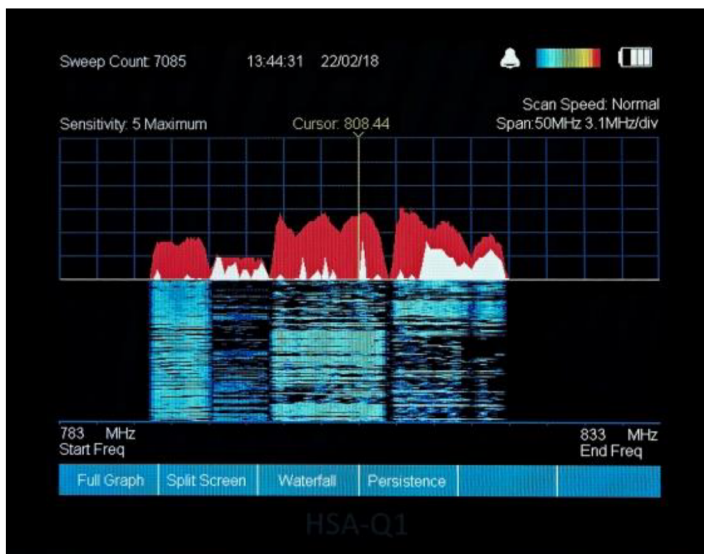 Sweep Count: 7085 13:44:31 22/02/18
Scan Speed: Normal
Sensitivity: 5 Maximum Cursor: 808.44 Span:50MHz 3.1MHz/div
783 MHz 833 MHz
Start Freq End Freq
Full Graph Split Screen Waterfall Persistence
HSA-Q1